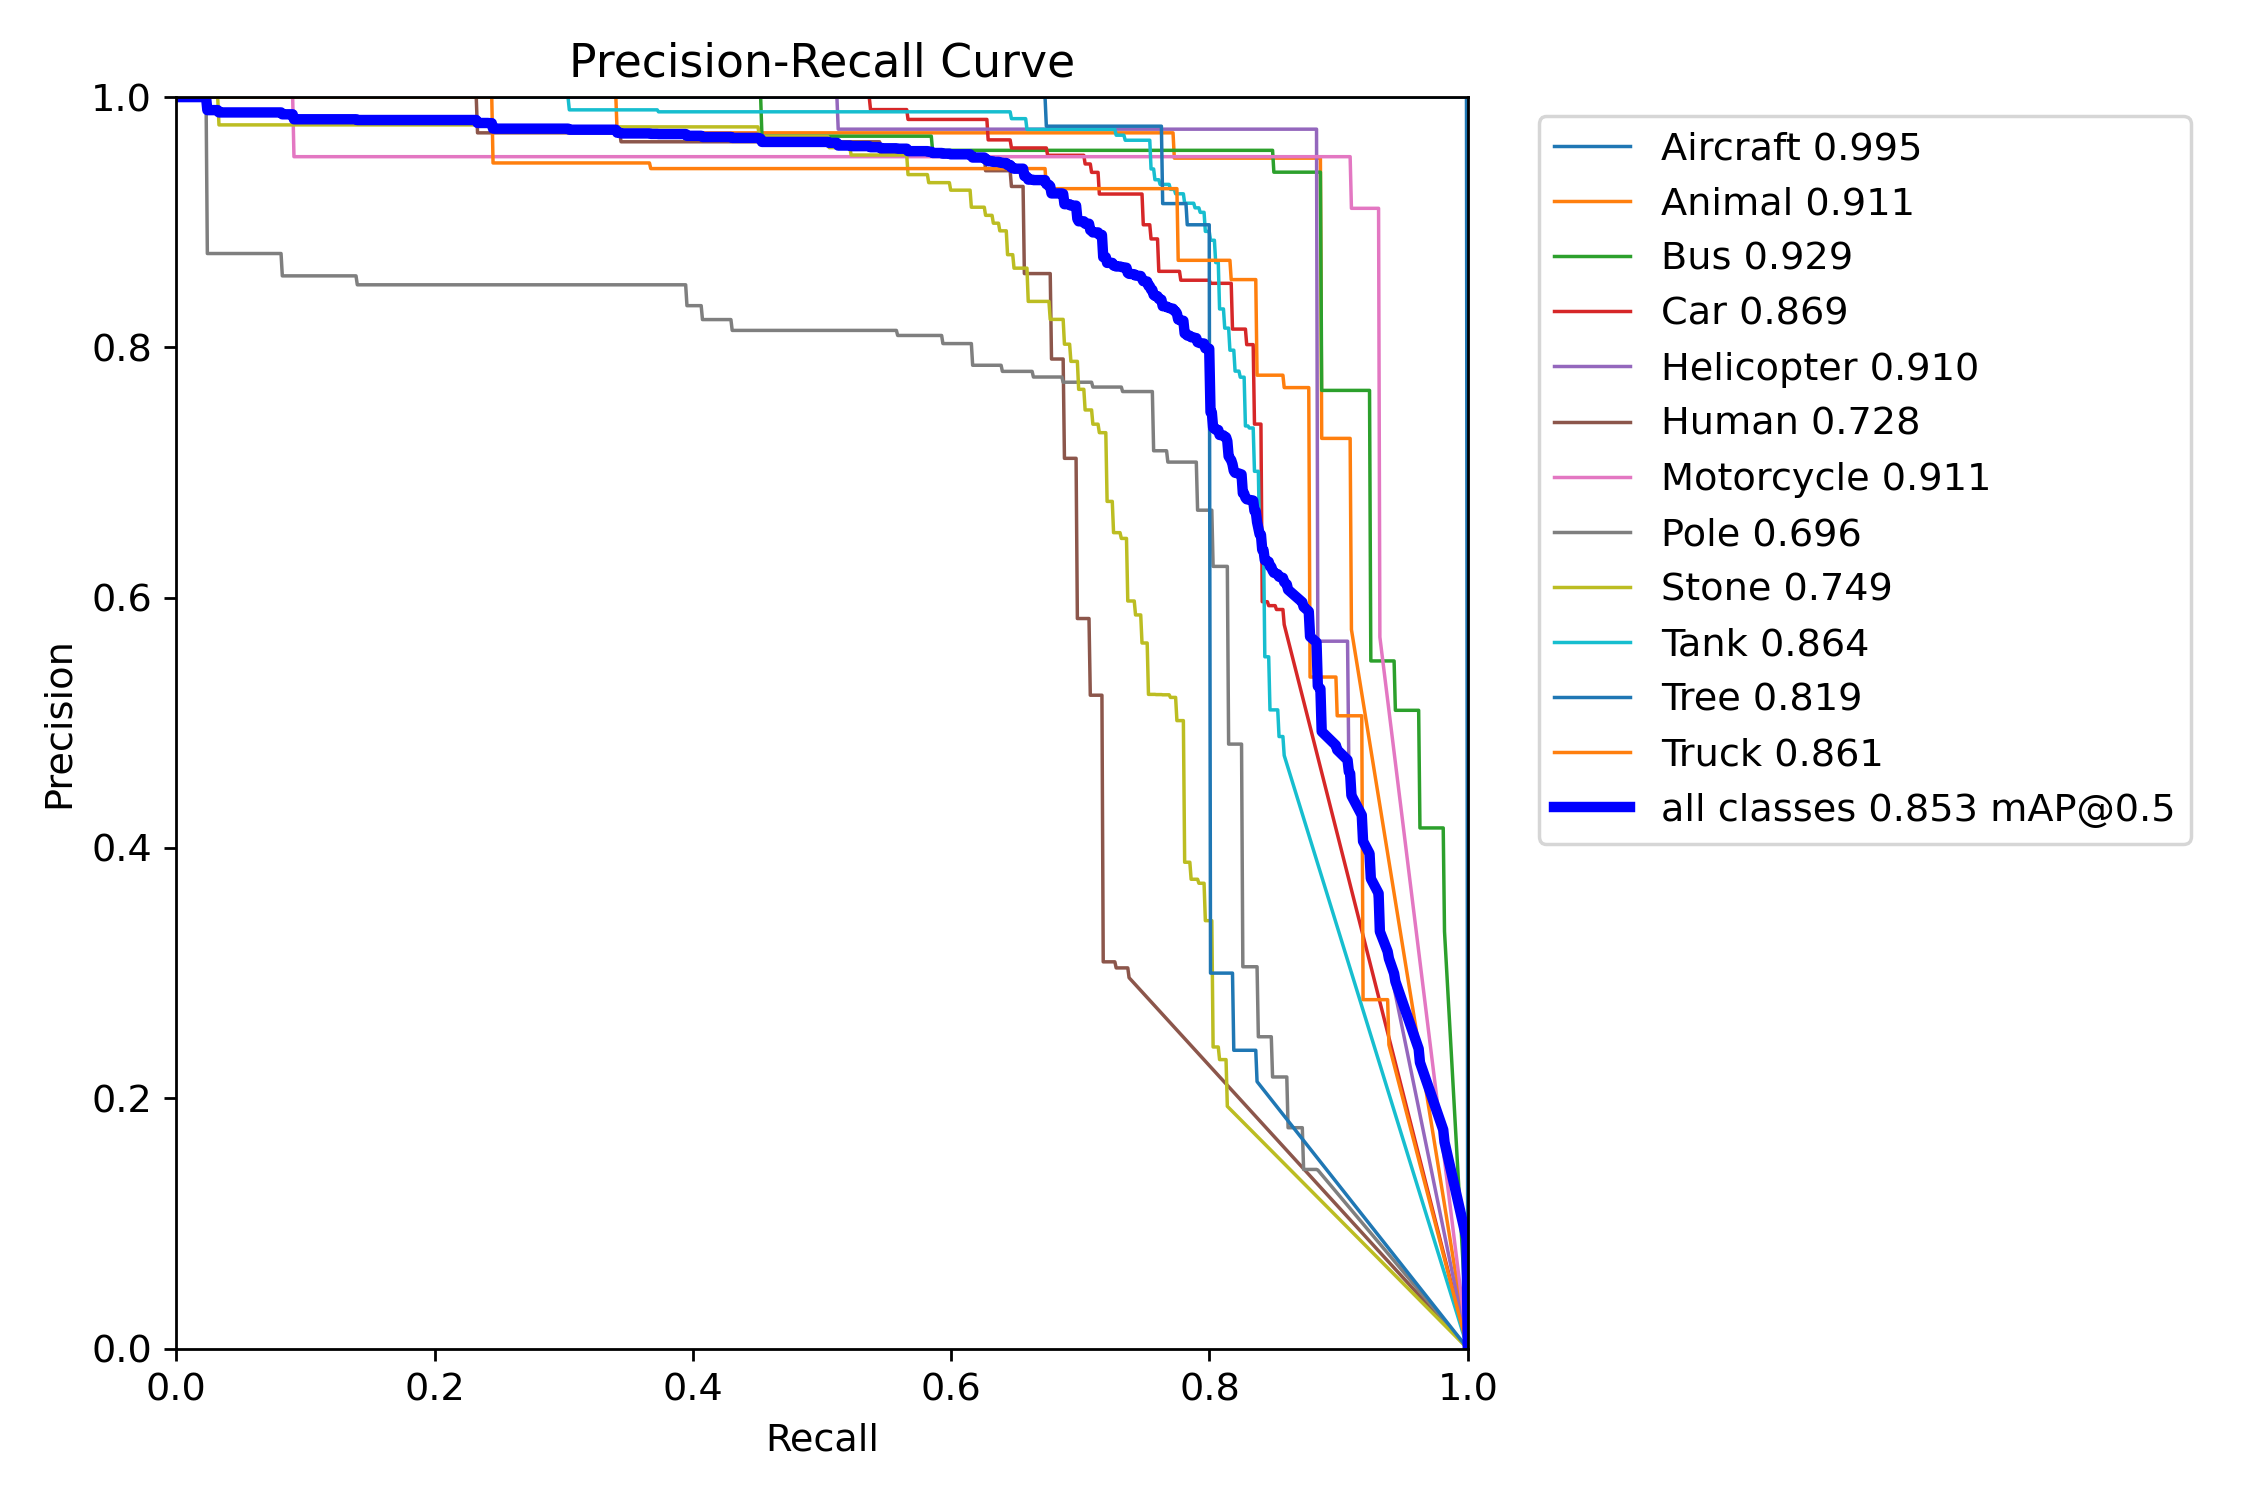 Precision-Recall Curve
1.0
0.8
0.6
0.4
0.2
0.0
Precision
0.0 0.2 0.4 0.6 0.8 1.0
Recall
Aircraft 0.995
Animal 0.911
Bus 0.929
Car 0.869
Helicopter 0.910
Human 0.728
Motorcycle 0.911
Pole 0.696
Stone 0.749
Tank 0.864
Tree 0.819
Truck 0.861
all classes 0.853 mAP@0.5